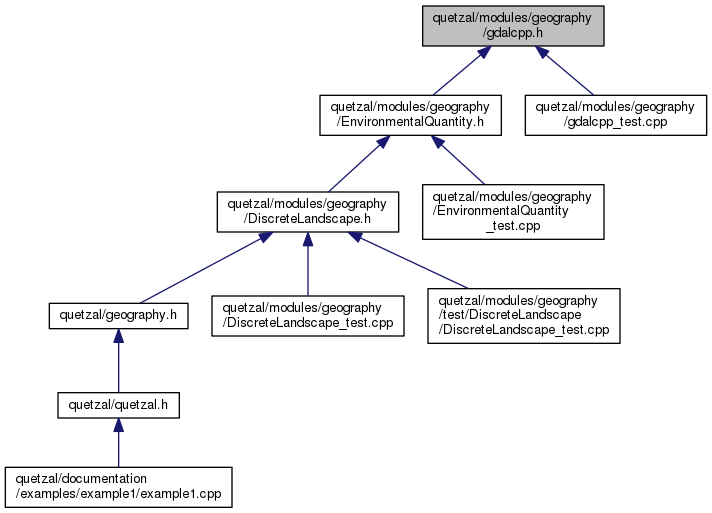 quetzal/modules/geography
/gdalcpp.h
quetzal/modules/geography
/EnvironmentalQuantity.h
quetzal/modules/geography
/gdalcpp_test.cpp
quetzal/modules/geography
/DiscreteLandscape.h
quetzal/modules/geography
/EnvironmentalQuantity
_test.cpp
quetzal/geography.h
quetzal/modules/geography
/DiscreteLandscape_test.cpp
quetzal/modules/geography
/test/DiscreteLandscape
/DiscreteLandscape_test.cpp
quetzal/quetzal.h
quetzal/documentation
/examples/example1/example1.cpp